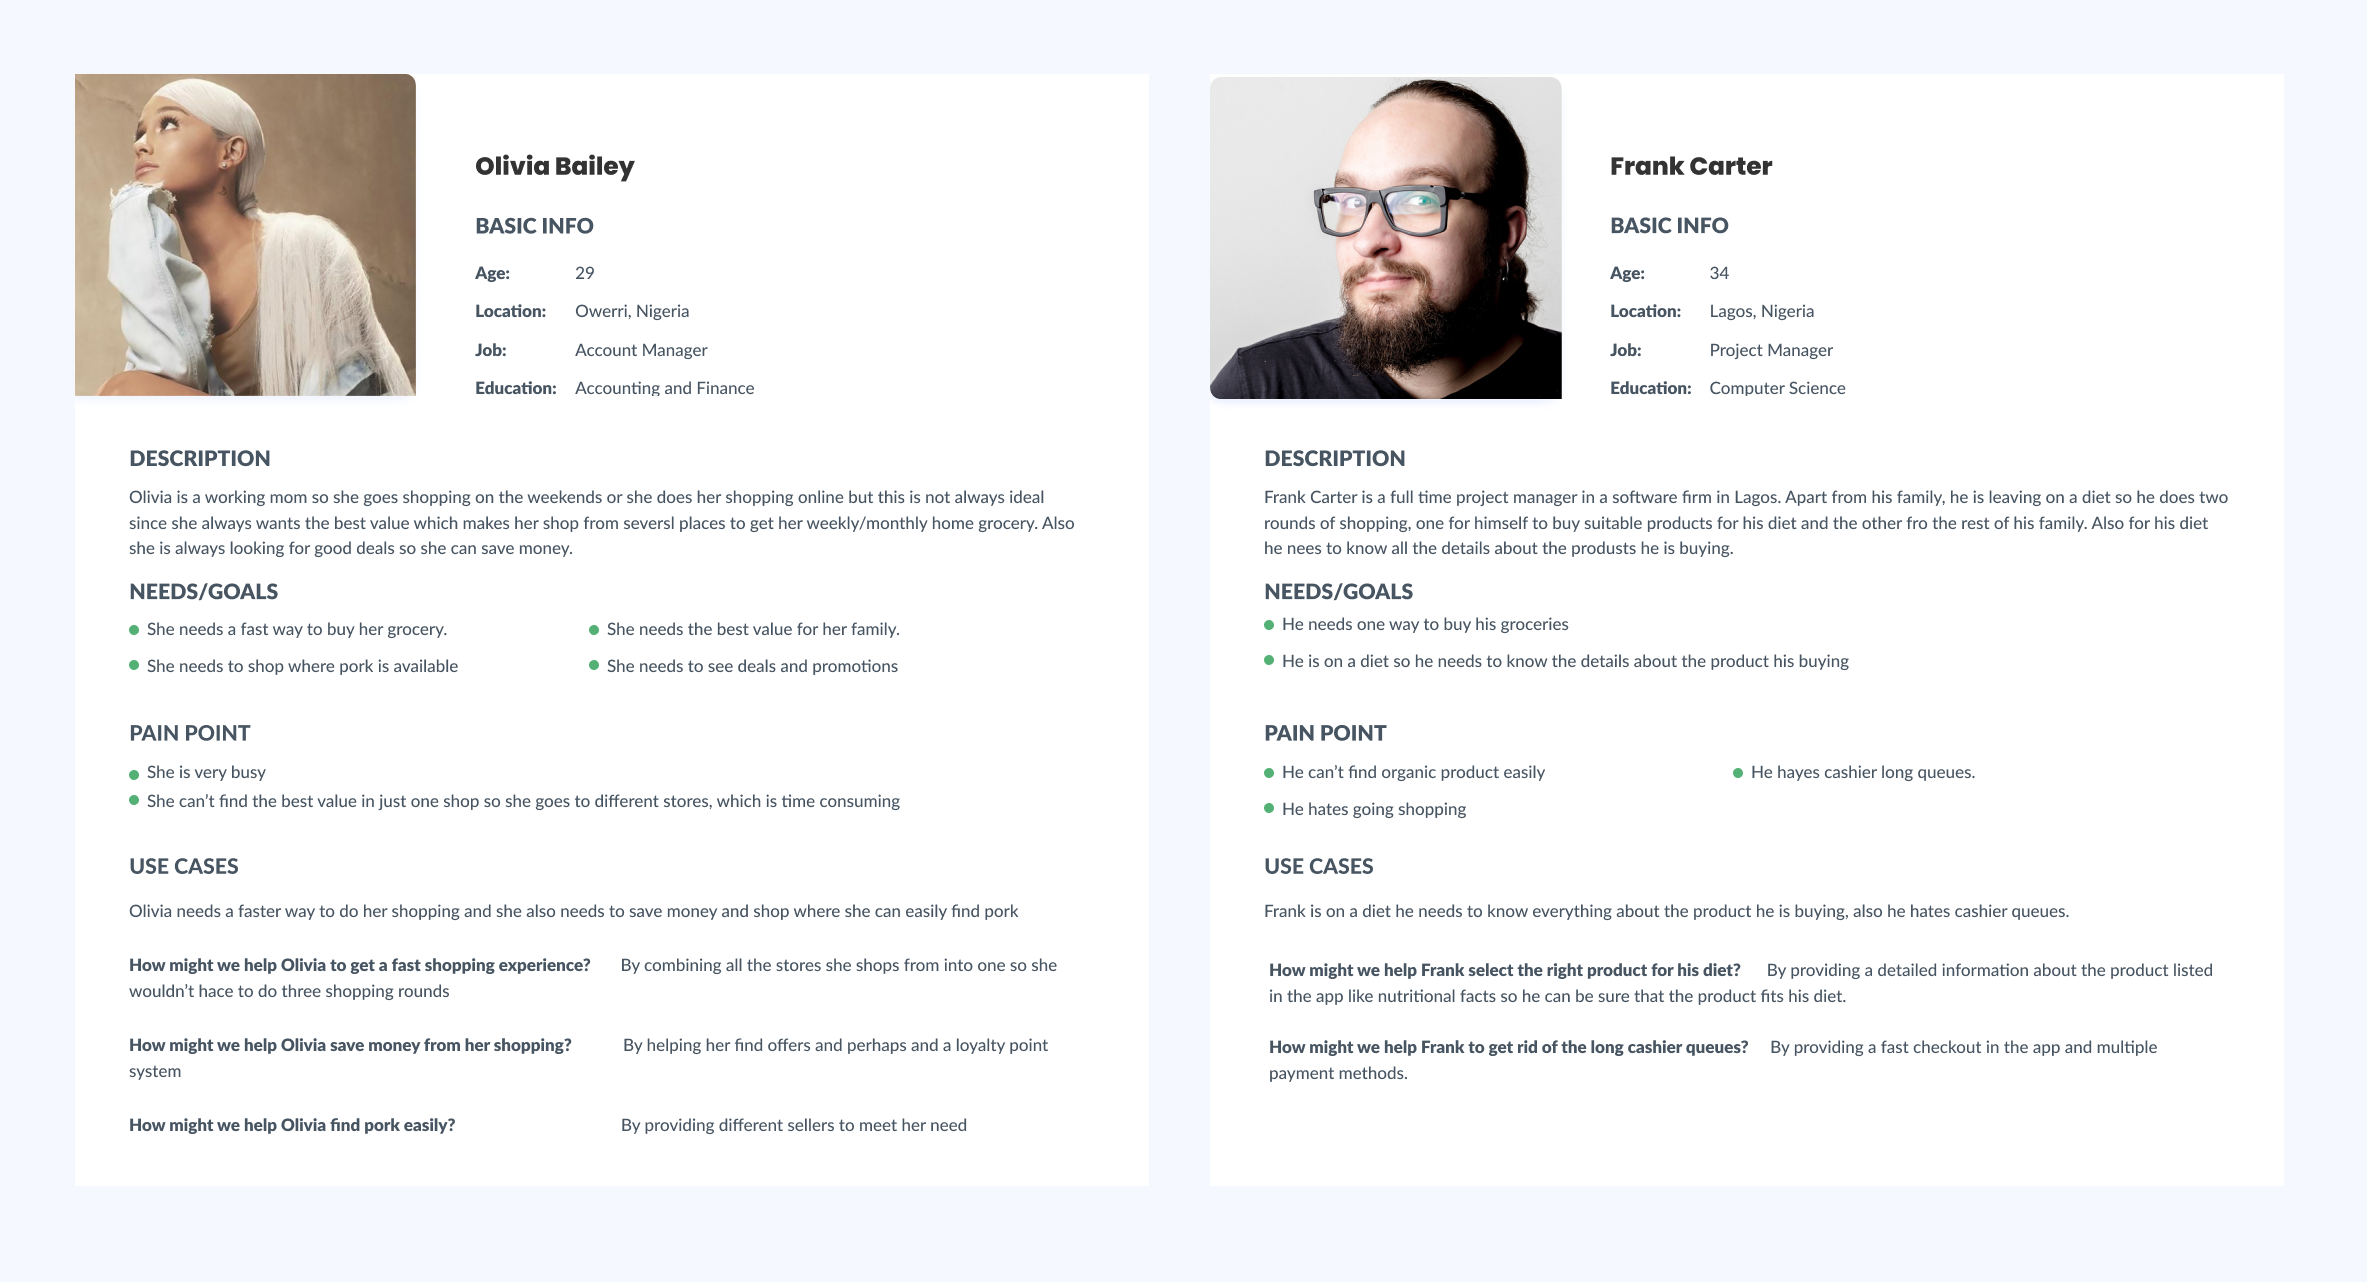 Olivia Bailey
BASIC INFO
Age: 29
Location: Owerri, Nigeria
Job: Account Manager
Education: Accounting and Finance
DESCRIPTION
Olivia is a working mom so she goes shopping on the weekends or she does her shopping online but this is not always ideal
since she always wants the best value which makes her shop from seversl places to get her weekly/monthly home grocery. Also
she is always looking for good deals so she can save money.
NEEDS/GOALS
She needs a fast way to buy her grocery. She needs the best value for her family.
She needs to shop where pork is available She needs to see deals and promotions
PAIN POINT
She is very busy
She can’t find the best value in just one shop so she goes to different stores, which is time consuming
USE CASES
Olivia needs a faster way to do her shopping and she also needs to save money and shop where she can easily find pork
How might we help Olivia to get a fast shopping experience? By combining all the stores she shops from into one so she
wouldn’t hace to do three shopping rounds
How might we help Olivia save money from her shopping? By helping her find offers and perhaps and a loyalty point
system
How might we help Olivia find pork easily? By providing different sellers to meet her need
Frank Carter
BASIC INFO
Age: 34
Location: Lagos, Nigeria
Job: Project Manager
Education: Computer Science
DESCRIPTION
Frank Carter is a full time project manager in a software firm in Lagos. Apart from his family, he is leaving on a diet so he does two
rounds of shopping, one for himself to buy suitable products for his diet and the other fro the rest of his family. Also for his diet
he nees to know all the details about the produsts he is buying.
NEEDS/GOALS
He needs one way to buy his groceries
He is on a diet so he needs to know the details about the product his buying
PAIN POINT
He can’t find organic product easily He hayes cashier long queues.
He hates going shopping
USE CASES
Frank is on a diet he needs to know everything about the product he is buying, also he hates cashier queues.
How might we help Frank select the right product for his diet? By providing a detailed information about the product listed
in the app like nutritional facts so he can be sure that the product fits his diet.
How might we help Frank to get rid of the long cashier queues? By providing a fast checkout in the app and multiple
payment methods.